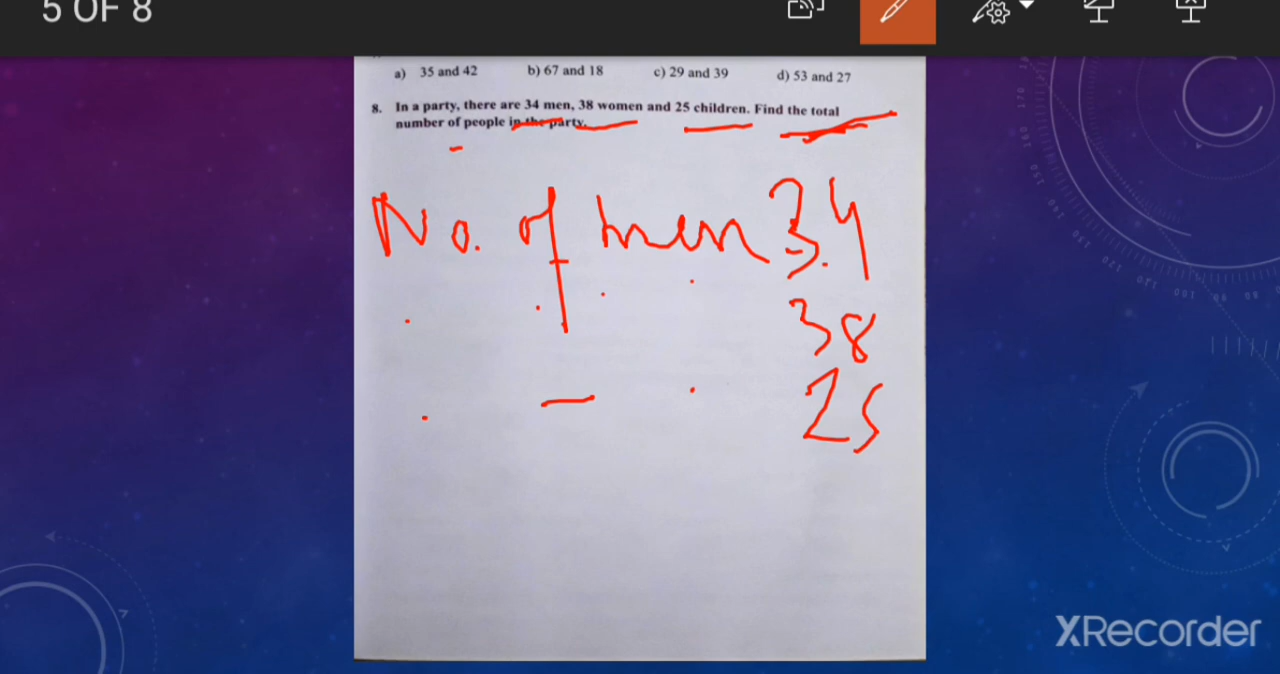 5 OF 8
a) 35 and 42 b) 67 and 18 c) 29 and 39 d) 53 and 27
8. In a party, there are 34 men, 38 women and 25 children. Find the total
number of people in the party.
No. of men 34
38
25
XRecorder